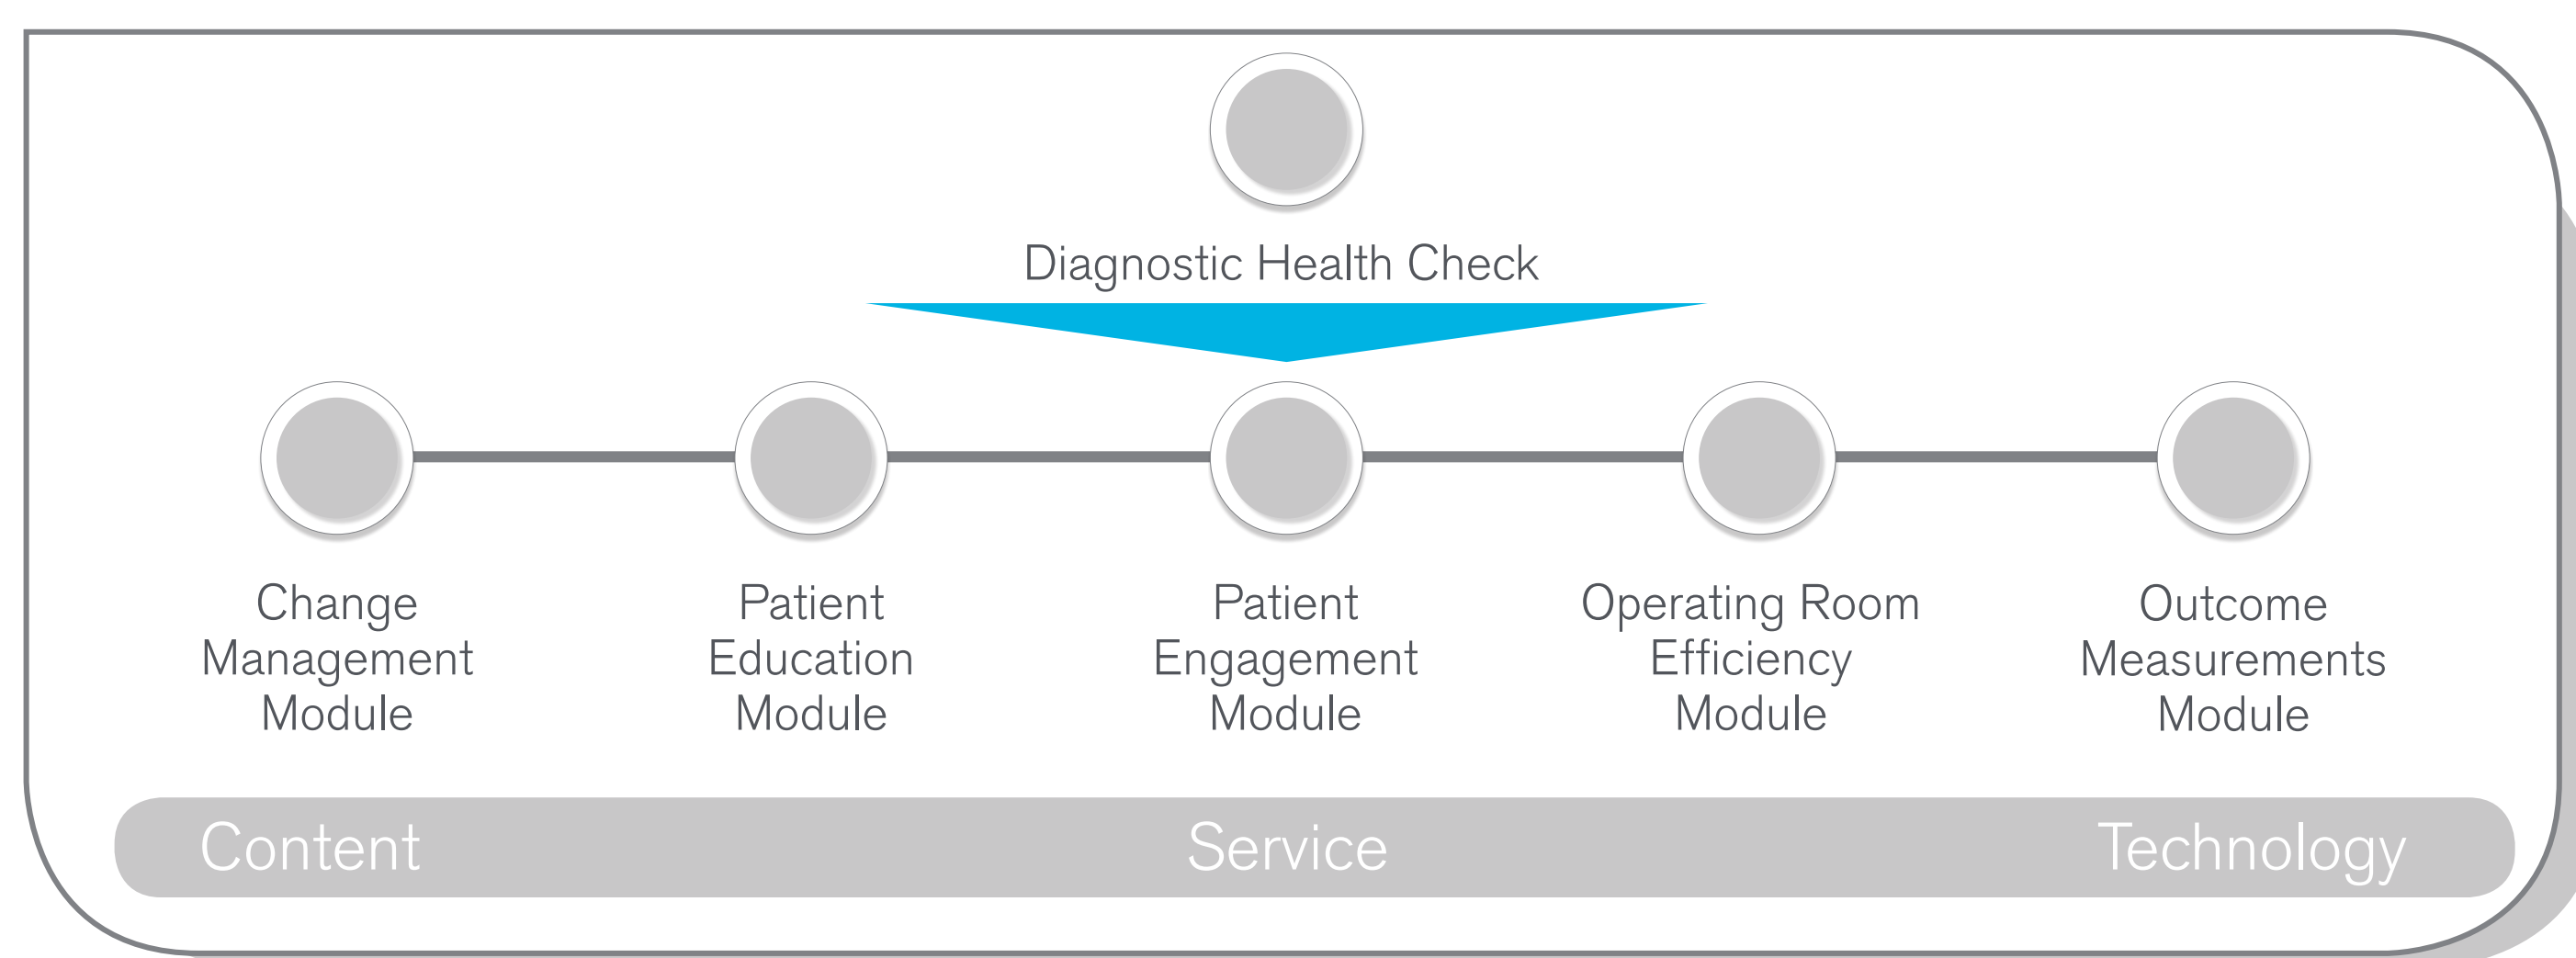 Diagnostic Health Check
Change
Management
Module
Patient
Education
Module
Patient
Engagement
Module
Operating Room
Efficiency
Module
Outcome
Measurements
Module
Content
Service
Technology